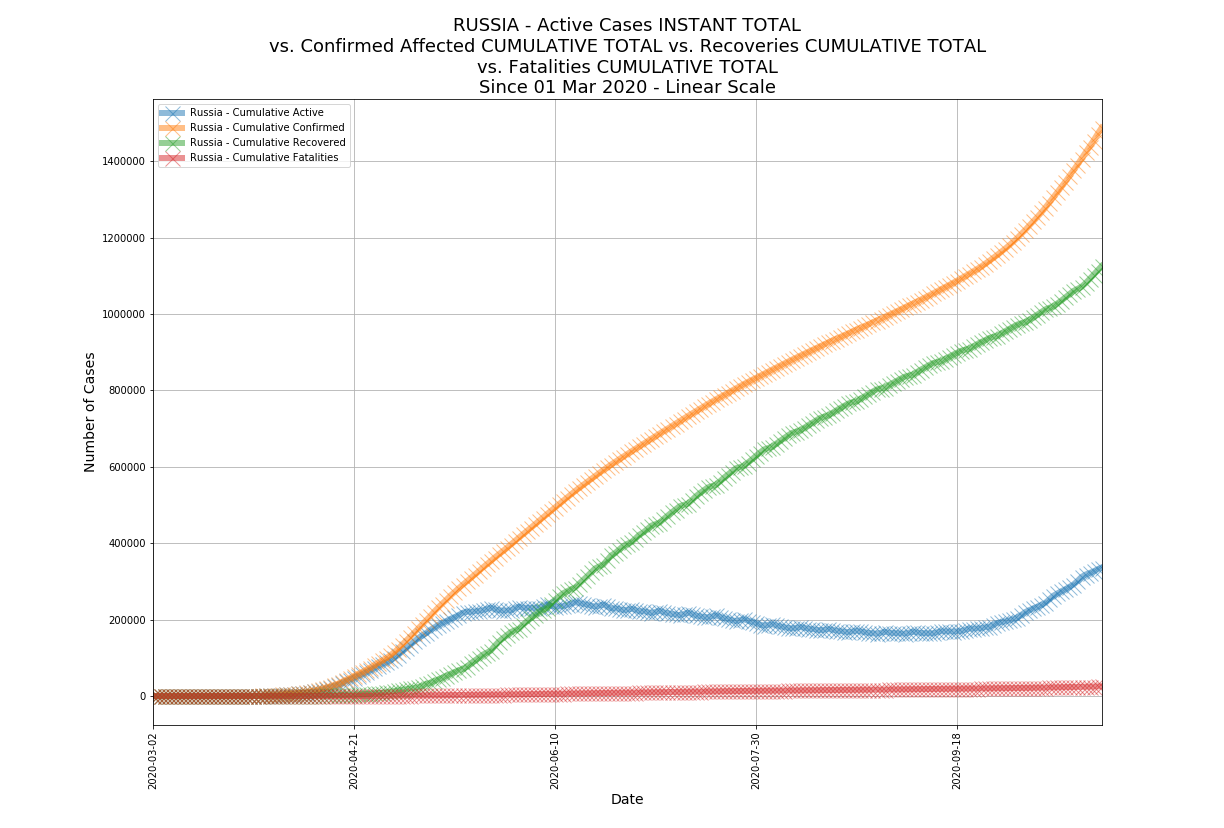 RUSSIA - Active Cases INSTANT TOTAL
vs. Confirmed Affected CUMULATIVE TOTAL vs. Recoveries CUMULATIVE TOTAL
vs. Fatalities CUMULATIVE TOTAL
Since 01 Mar 2020 - Linear Scale
Russia - Cumulative Active
Russia - Cumulative Confirmed
Russia - Cumulative Recovered
Russia - Cumulative Fatalities
Number of Cases
1400000
1200000
1000000
800000
600000
400000
200000
0
2020-03-02
2020-04-21
2020-06-10
2020-07-30
2020-09-18
Date